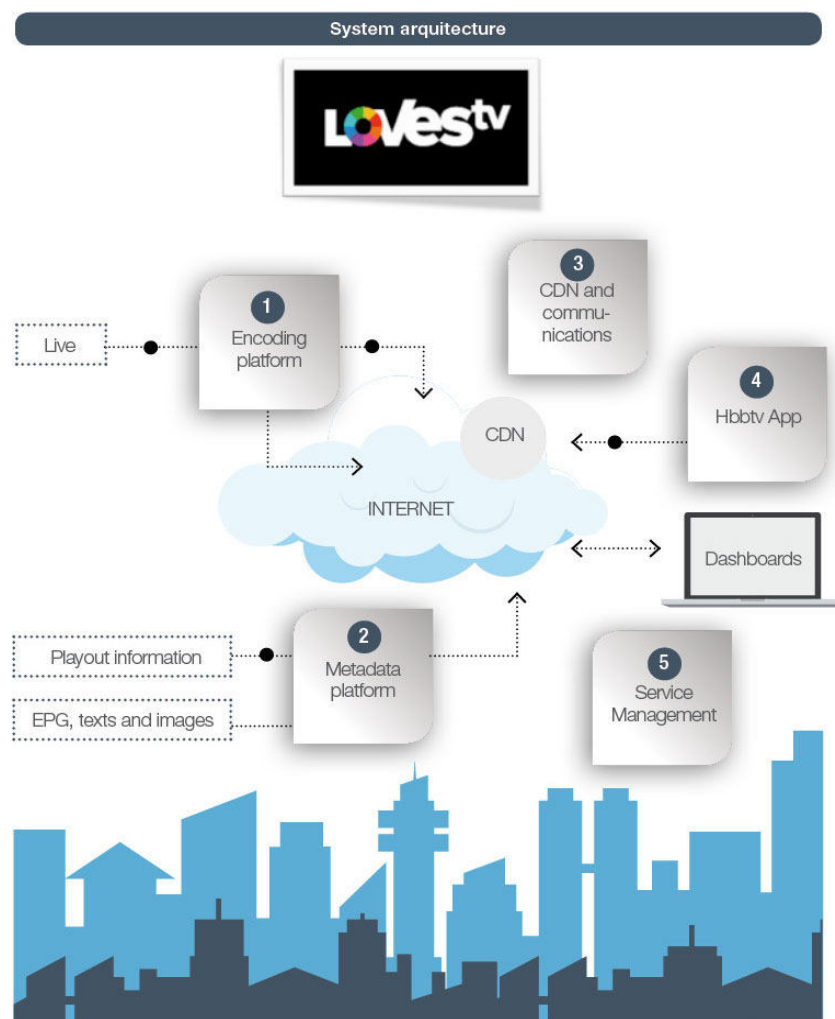 System arquitecture
LOVEStv
1
Encoding
platform
3
CDN and
commu-
nications
Live
4
Hbbtv App
CDN
INTERNET
Dashboards
2
Metadada
platform
Playout information
EPG, texts and images
5
Service
Management